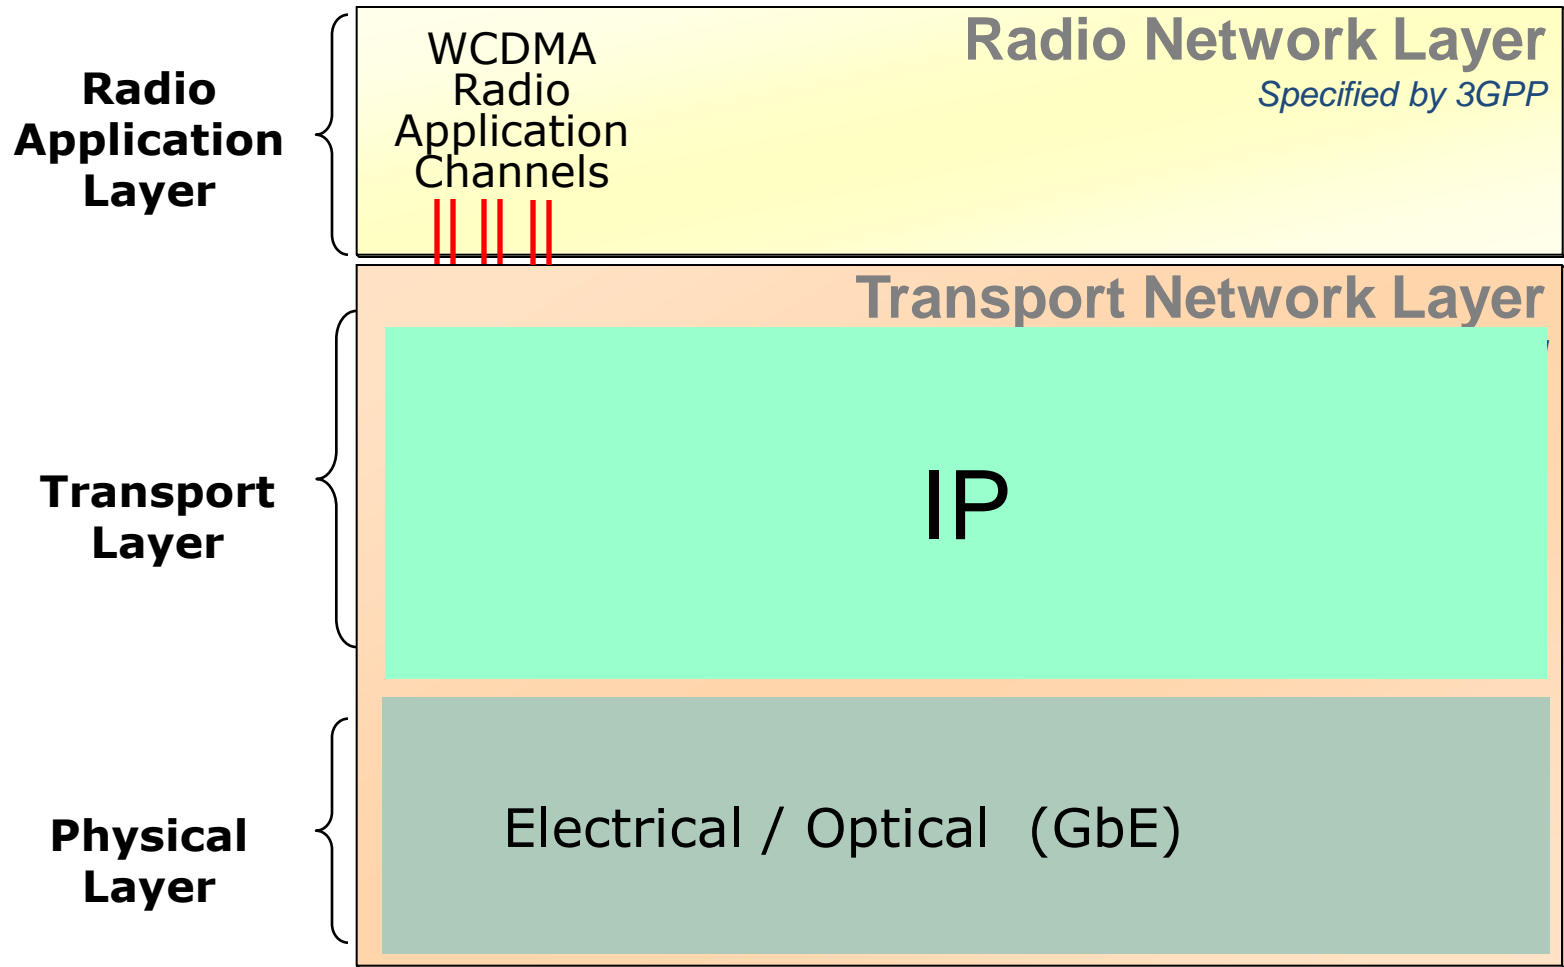 Radio
Application
Layer
WCDMA
Radio
Application
Channels
Radio Network Layer
Specified by 3GPP
Transport Network Layer
Transport
Layer
IP
Physical
Layer
Electrical / Optical (GbE)